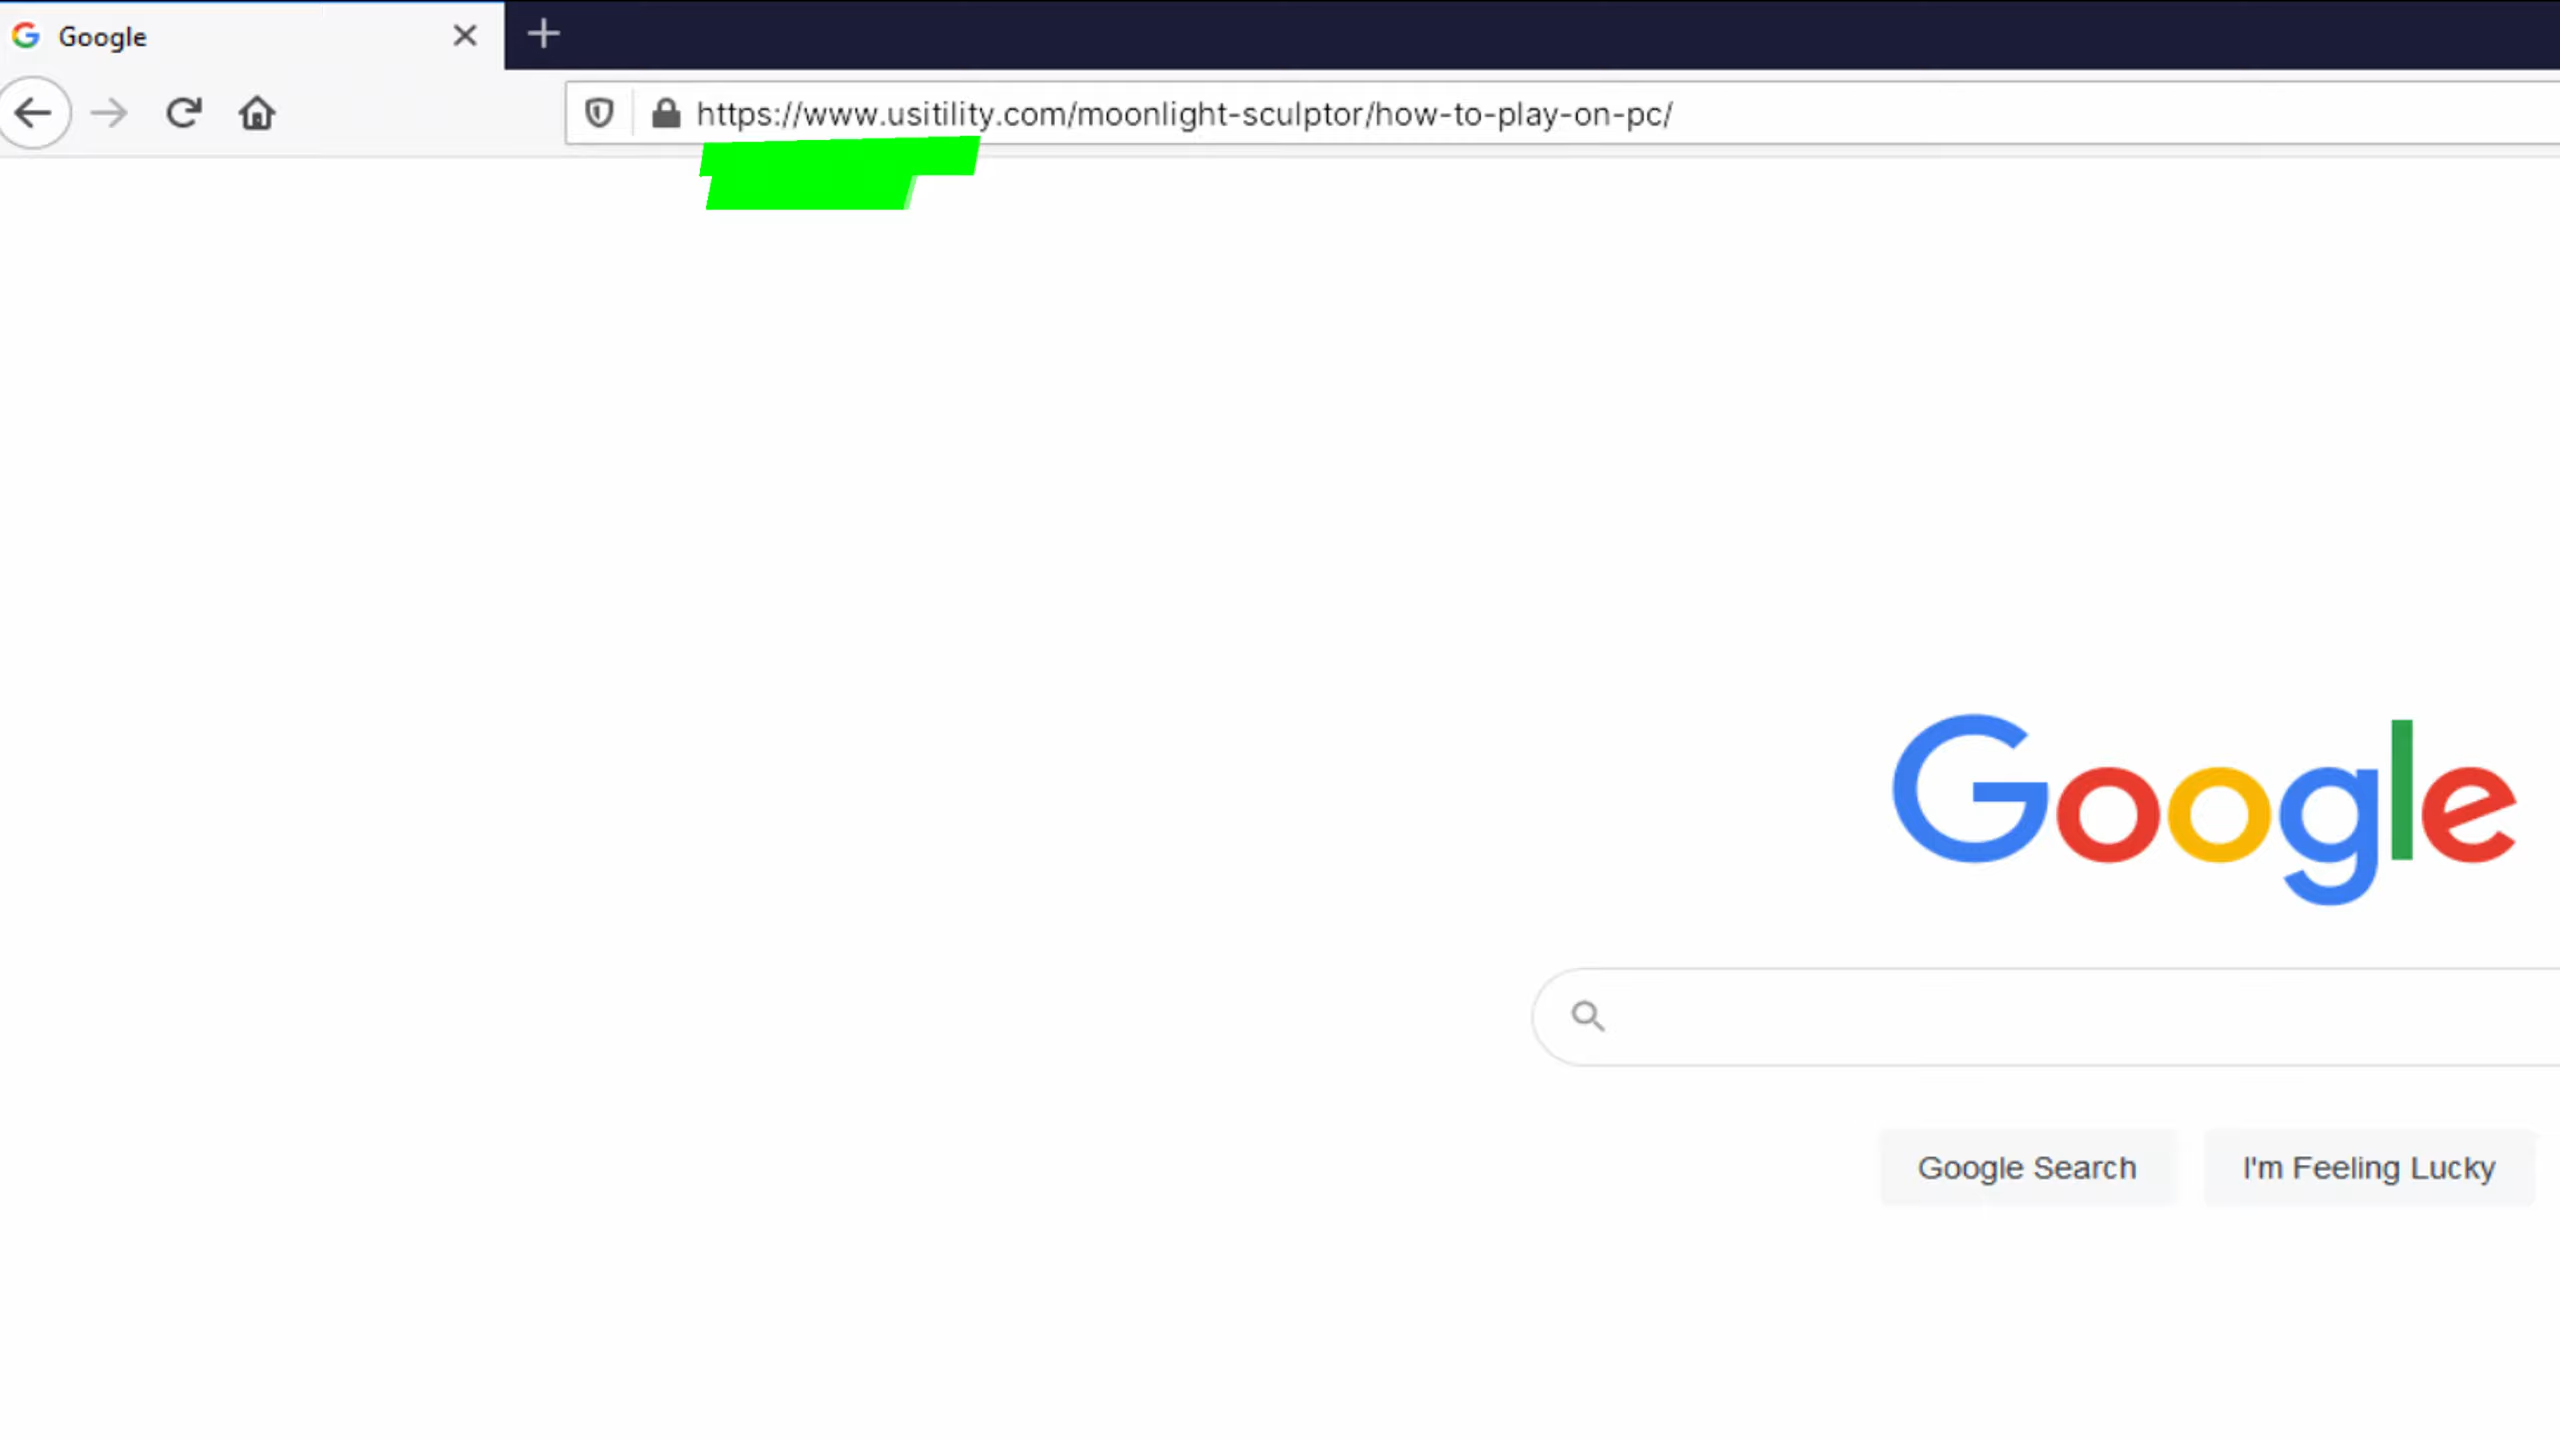 Google
https://www.usitility.com/moonlight-sculptor/how-to-play-on-pc/
Google
Google Search
I'm Feeling Lucky